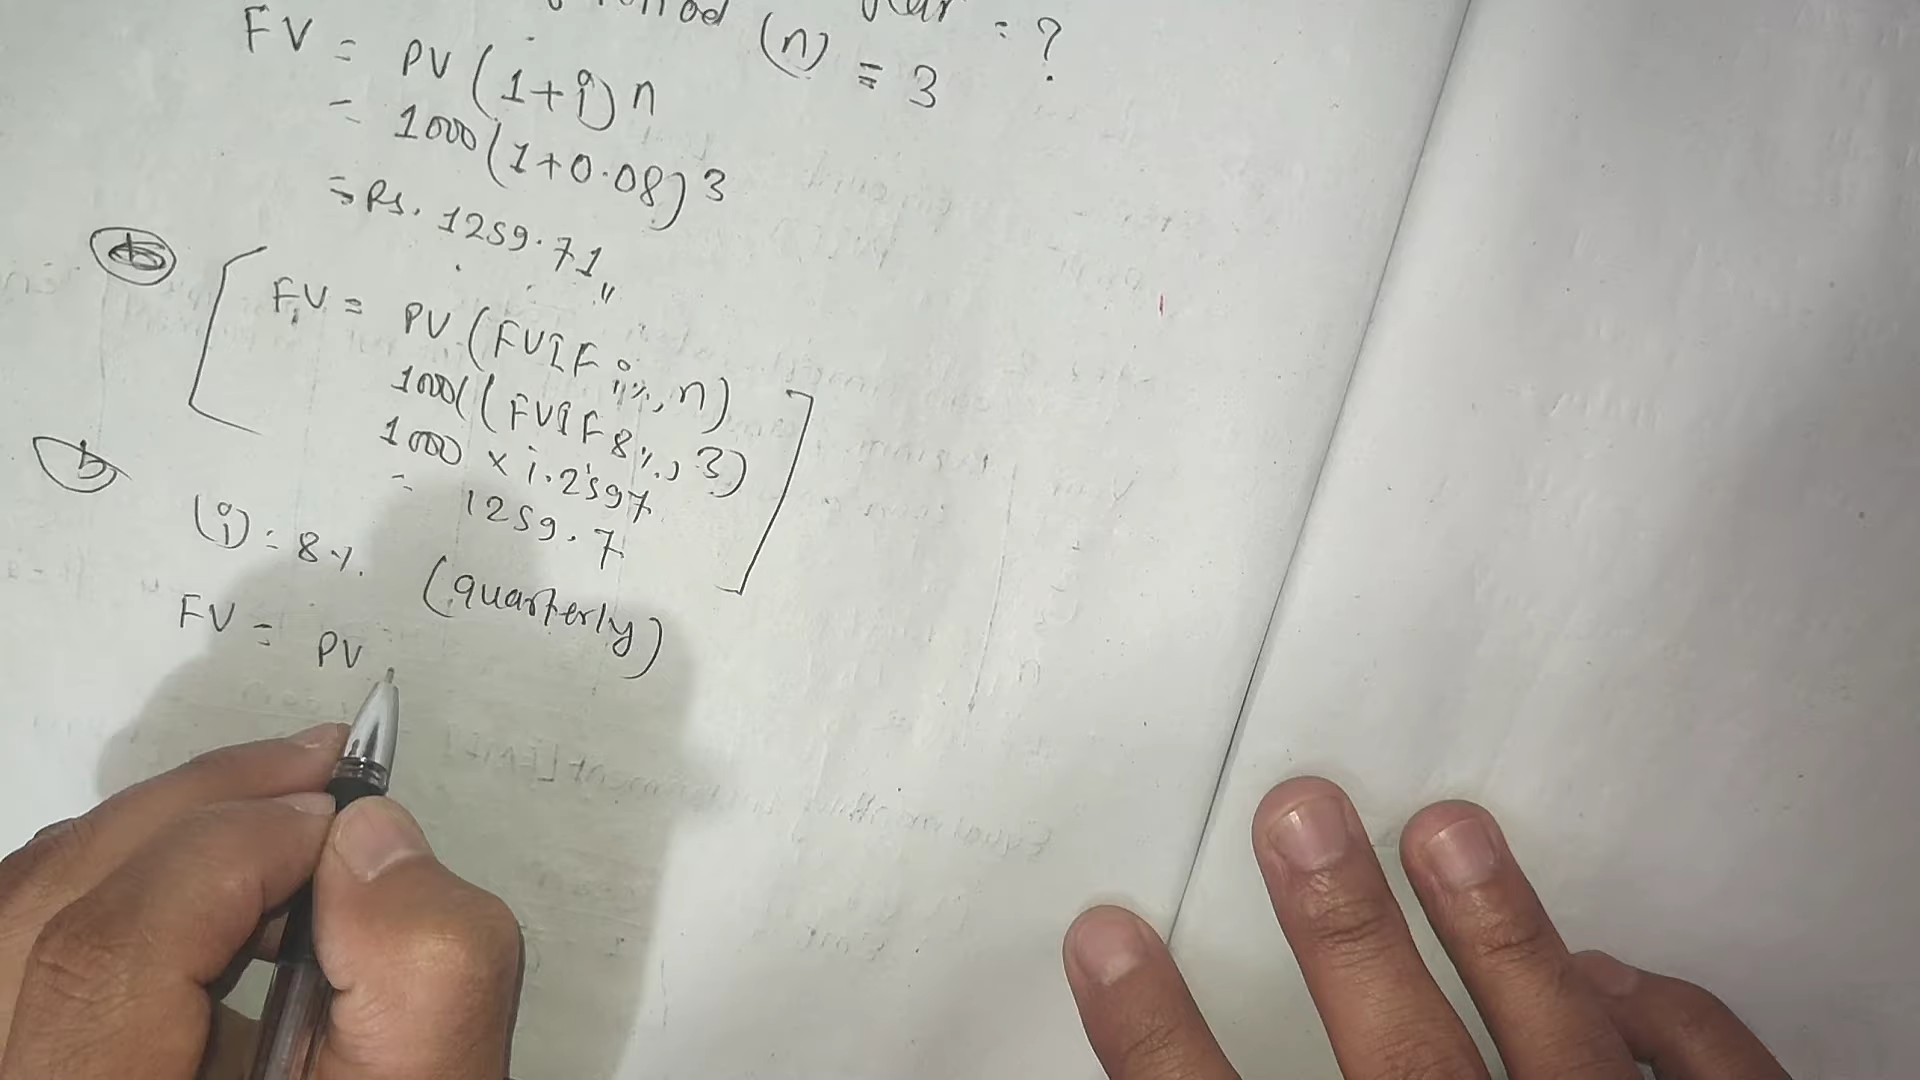 (n) = 3 = ?
FV = PV (1+i)n
= 1000 (1+0.08)3
= Rs. 1259.71
FV = PV (FVIF i%, n)
1000 (FVIF 8%, 3)
1000 x 1.2597
= 1259.7
b
(i) = 8%. (quarterly)
FV = PV